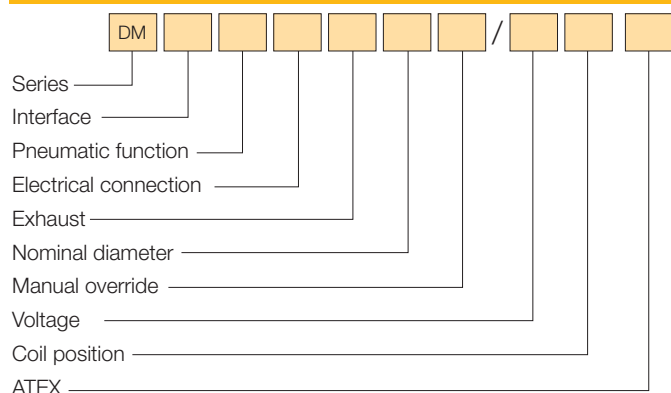 DM /
Series
Interface
Pneumatic function
Electrical connection
Exhaust
Nominal diameter
Manual override
Voltage
Coil position
ATEX